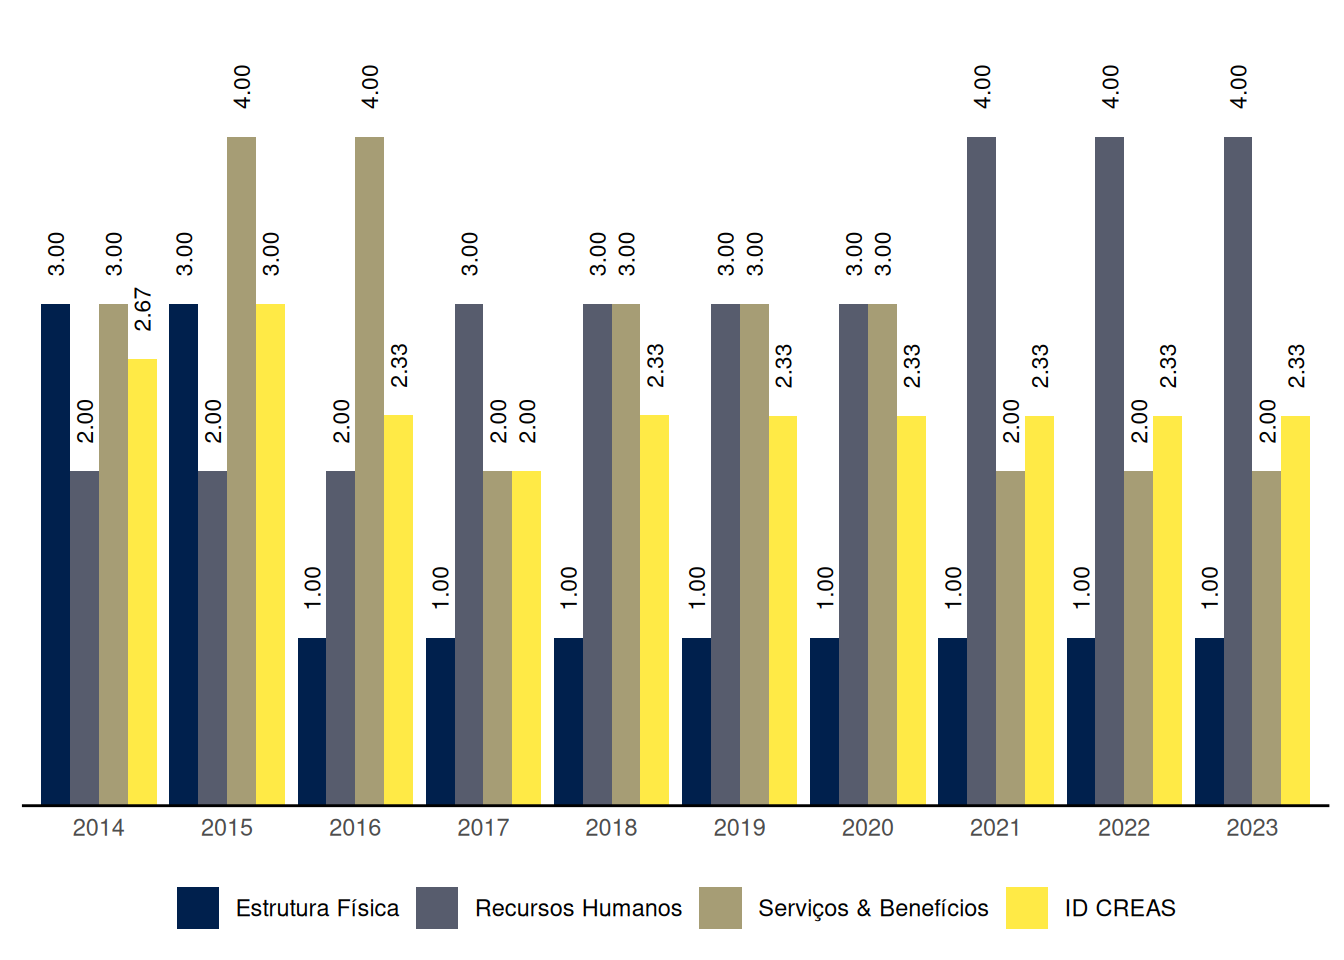 4.00 4.00 4.00 4.00 4.00
3.00 3.00 3.00 3.00 3.00 3.00 3.00 3.00 3.00 3.00 3.00
2.67 2.33 2.33 2.33 2.33 2.33 2.33 2.33
2.00 2.00 2.00 2.00 2.00 2.00 2.00 2.00
1.00 1.00 1.00 1.00 1.00 1.00 1.00 1.00
2014 2015 2016 2017 2018 2019 2020 2021 2022 2023
Estrutura Física Recursos Humanos Serviços & Benefícios ID CREAS